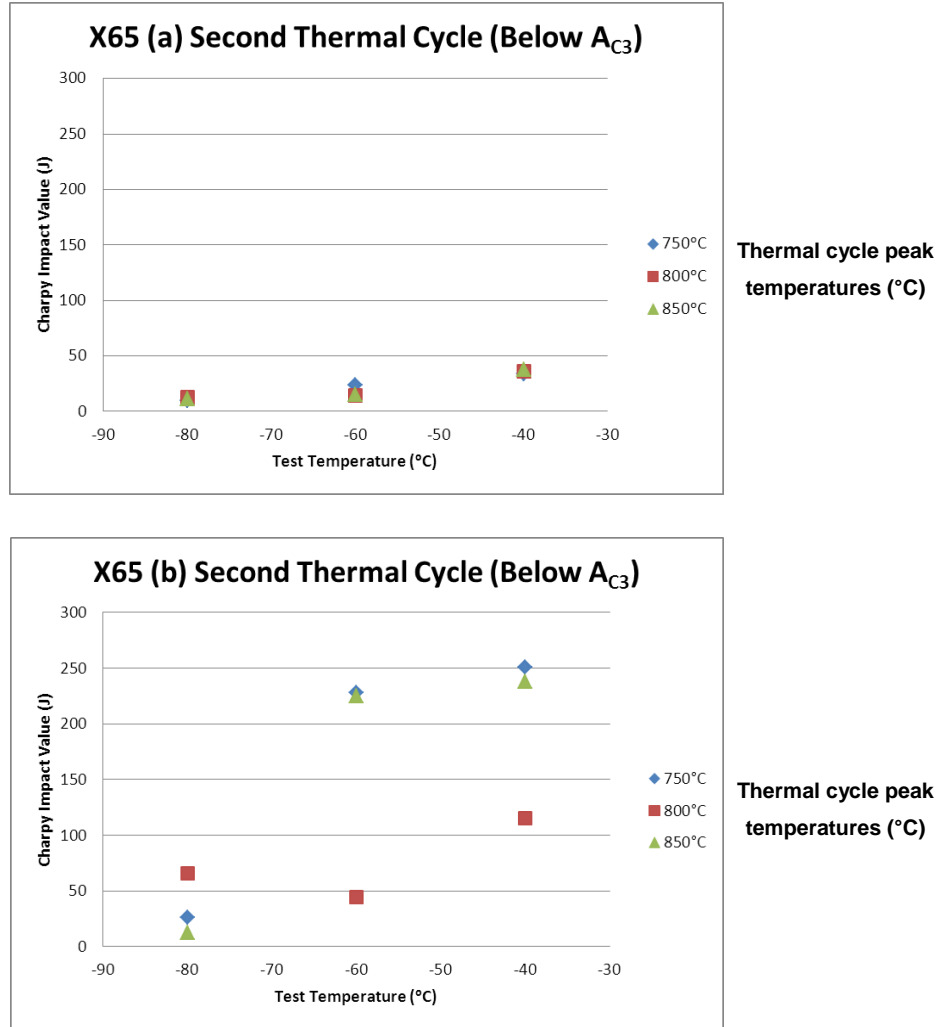 X65 (a) Second Thermal Cycle (Below AC3)
300
250
200
150
100
50
0
Charpy Impact Value (J)
-90 -80 -70 -60 -50 -40 -30
Test Temperature (°C)
750°C
800°C
850°C
Thermal cycle peak
temperatures (°C)
X65 (b) Second Thermal Cycle (Below AC3)
300
250
200
150
100
50
0
Charpy Impact Value (J)
-90 -80 -70 -60 -50 -40 -30
Test Temperature (°C)
750°C
800°C
850°C
Thermal cycle peak
temperatures (°C)